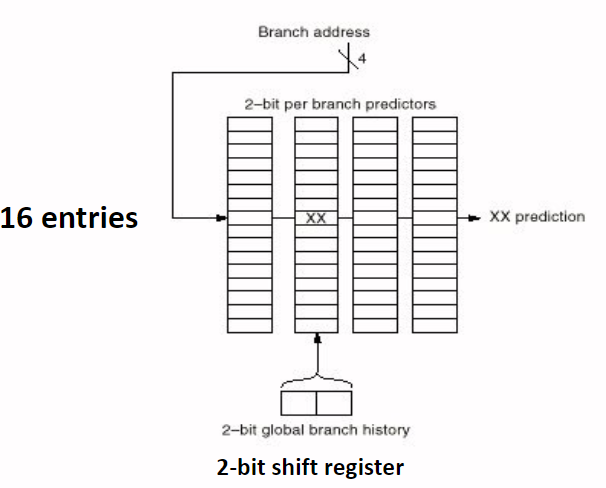 Branch address
4
2–bit per branch predictors
16 entries
XX
XX prediction
2–bit global branch history
2-bit shift register